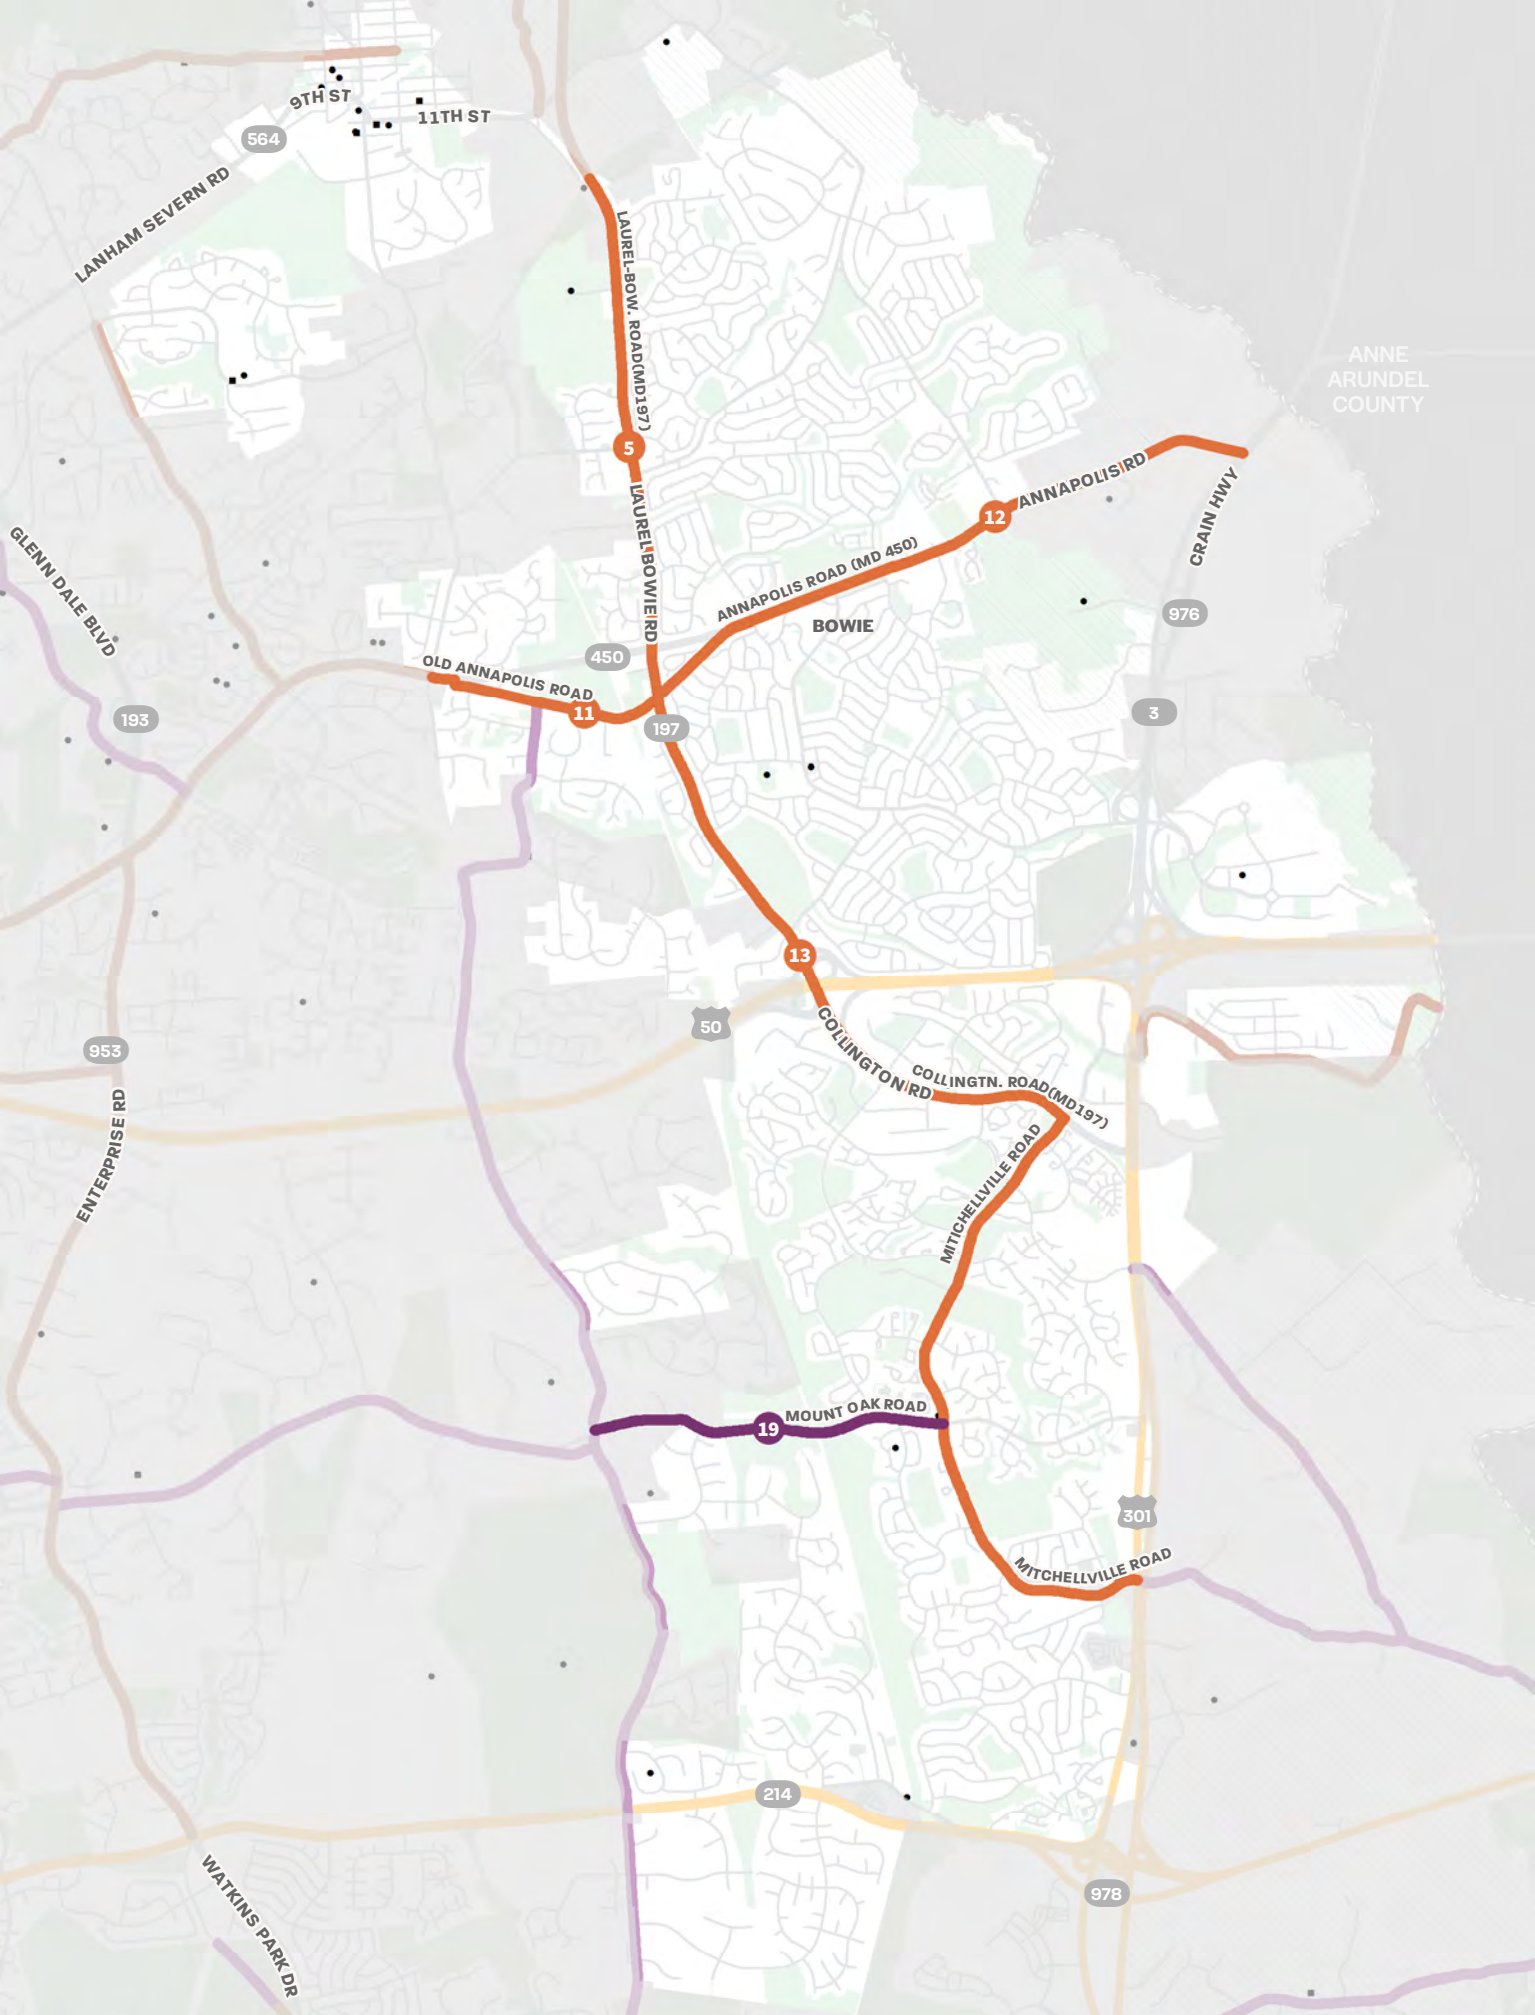 9TH ST
11TH ST
564
LANHAM SEVERN RD
LAUREL-BOW. ROAD(MD197)
ANNE
ARUNDEL
COUNTY
5
ANNAPOLIS RD
CRAIN HWY
LAUREL BOWIE RD
12
GLENN DALE BLVD
ANNAPOLIS ROAD (MD 450)
976
BOWIE
450
OLD ANNAPOLIS ROAD
11
193
197
3
13
50
COLLINGTON RD
953
COLLINGTN. ROAD(MD197)
ENTERPRISE RD
MITICHELLVILLE ROAD
MOUNT OAK ROAD
19
301
MITCHELLVILLE ROAD
214
978
WATKINS PARK DR